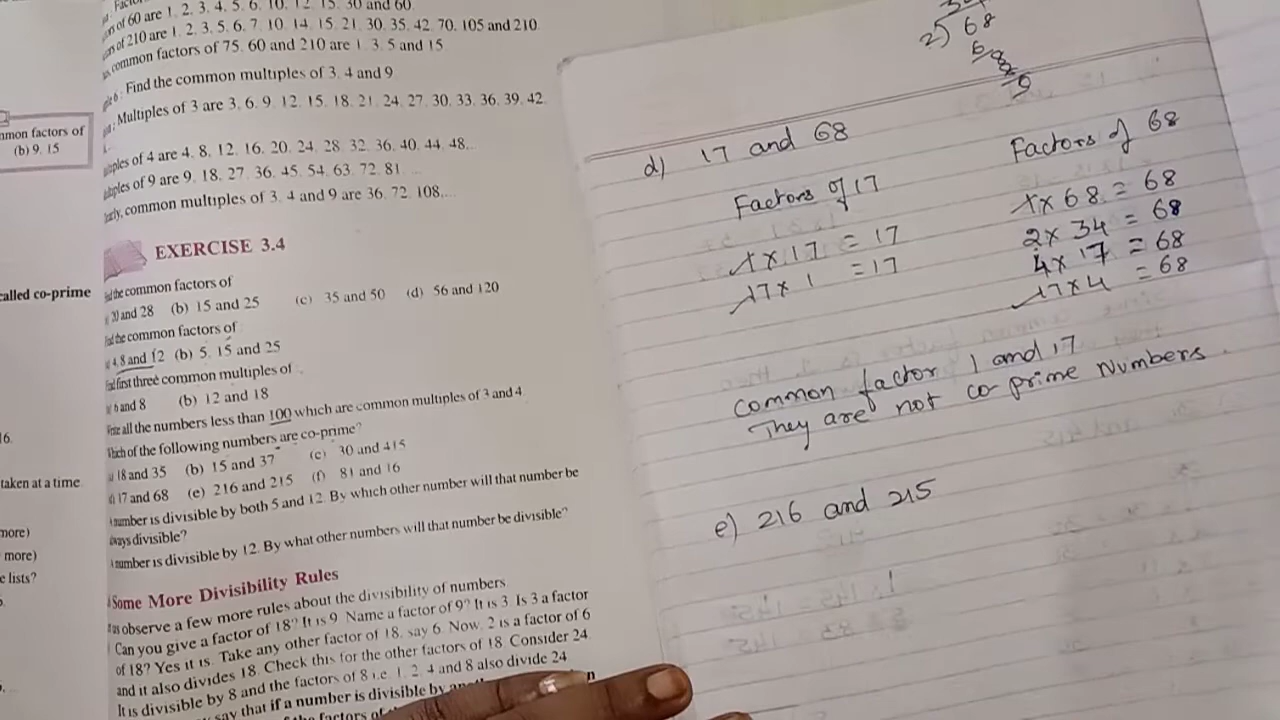 of 60 are 1. 2. 3. 4. 5. 6. 10. 12. 15. 30 and 60.
of 210 are 1. 2. 3. 5. 6. 7. 10. 14. 15. 21. 30. 35. 42. 70. 105 and 210.
common factors of 75. 60 and 210 are 1. 3. 5 and 15.
6 : Find the common multiples of 3. 4 and 9
Multiples of 3 are 3. 6. 9. 12. 15. 18. 21. 24. 27. 30. 33. 36. 39. 42.
of 4 are 4. 8. 12. 16. 20. 24. 28. 32. 36. 40. 44. 48...
of 9 are 9. 18. 27. 36. 45. 54. 63. 72. 81. ...
common multiples of 3. 4 and 9 are 36. 72. 108....
factors of
(b) 9. 15
EXERCISE 3.4
called co-prime
the common factors of
20 and 28 (b) 15 and 25 (c) 35 and 50 (d) 56 and 120
the common factors of
4, 8 and 12 (b) 5. 15 and 25
first three common multiples of
6 and 8 (b) 12 and 18
all the numbers less than 100 which are common multiples of 3 and 4
of the following numbers are co-prime?
18 and 35 (b) 15 and 37 (c) 30 and 415
17 and 68 (e) 216 and 215 (f) 81 and 16
number is divisible by both 5 and 12. By which other number will that number be
divisible?
number is divisible by 12. By what other numbers will that number be divisible?
taken at a time
more)
more)
lists?
Some More Divisibility Rules
observe a few more rules about the divisibility of numbers
Can you give a factor of 18? It is 9. Name a factor of 9? It is 3. Is 3 a factor
of 18? Yes it is. Take any other factor of 18. say 6. Now. 2 is a factor of 6
and it also divides 18. Check this for the other factors of 18. Consider 24.
It is divisible by 8 and the factors of 8 i.e. 1. 2. 4 and 8 also divide 24.
say that if a number is divisible by
factors of
2) 68
d) 17 and 68
Factors of 17
1 x 17 = 17
17 x 1 = 17
Factors of 68
1 x 68 = 68
2 x 34 = 68
4 x 17 = 68
17 x 4 = 68
Common factor 1 and 17
They are not co prime Numbers
e) 216 and 215